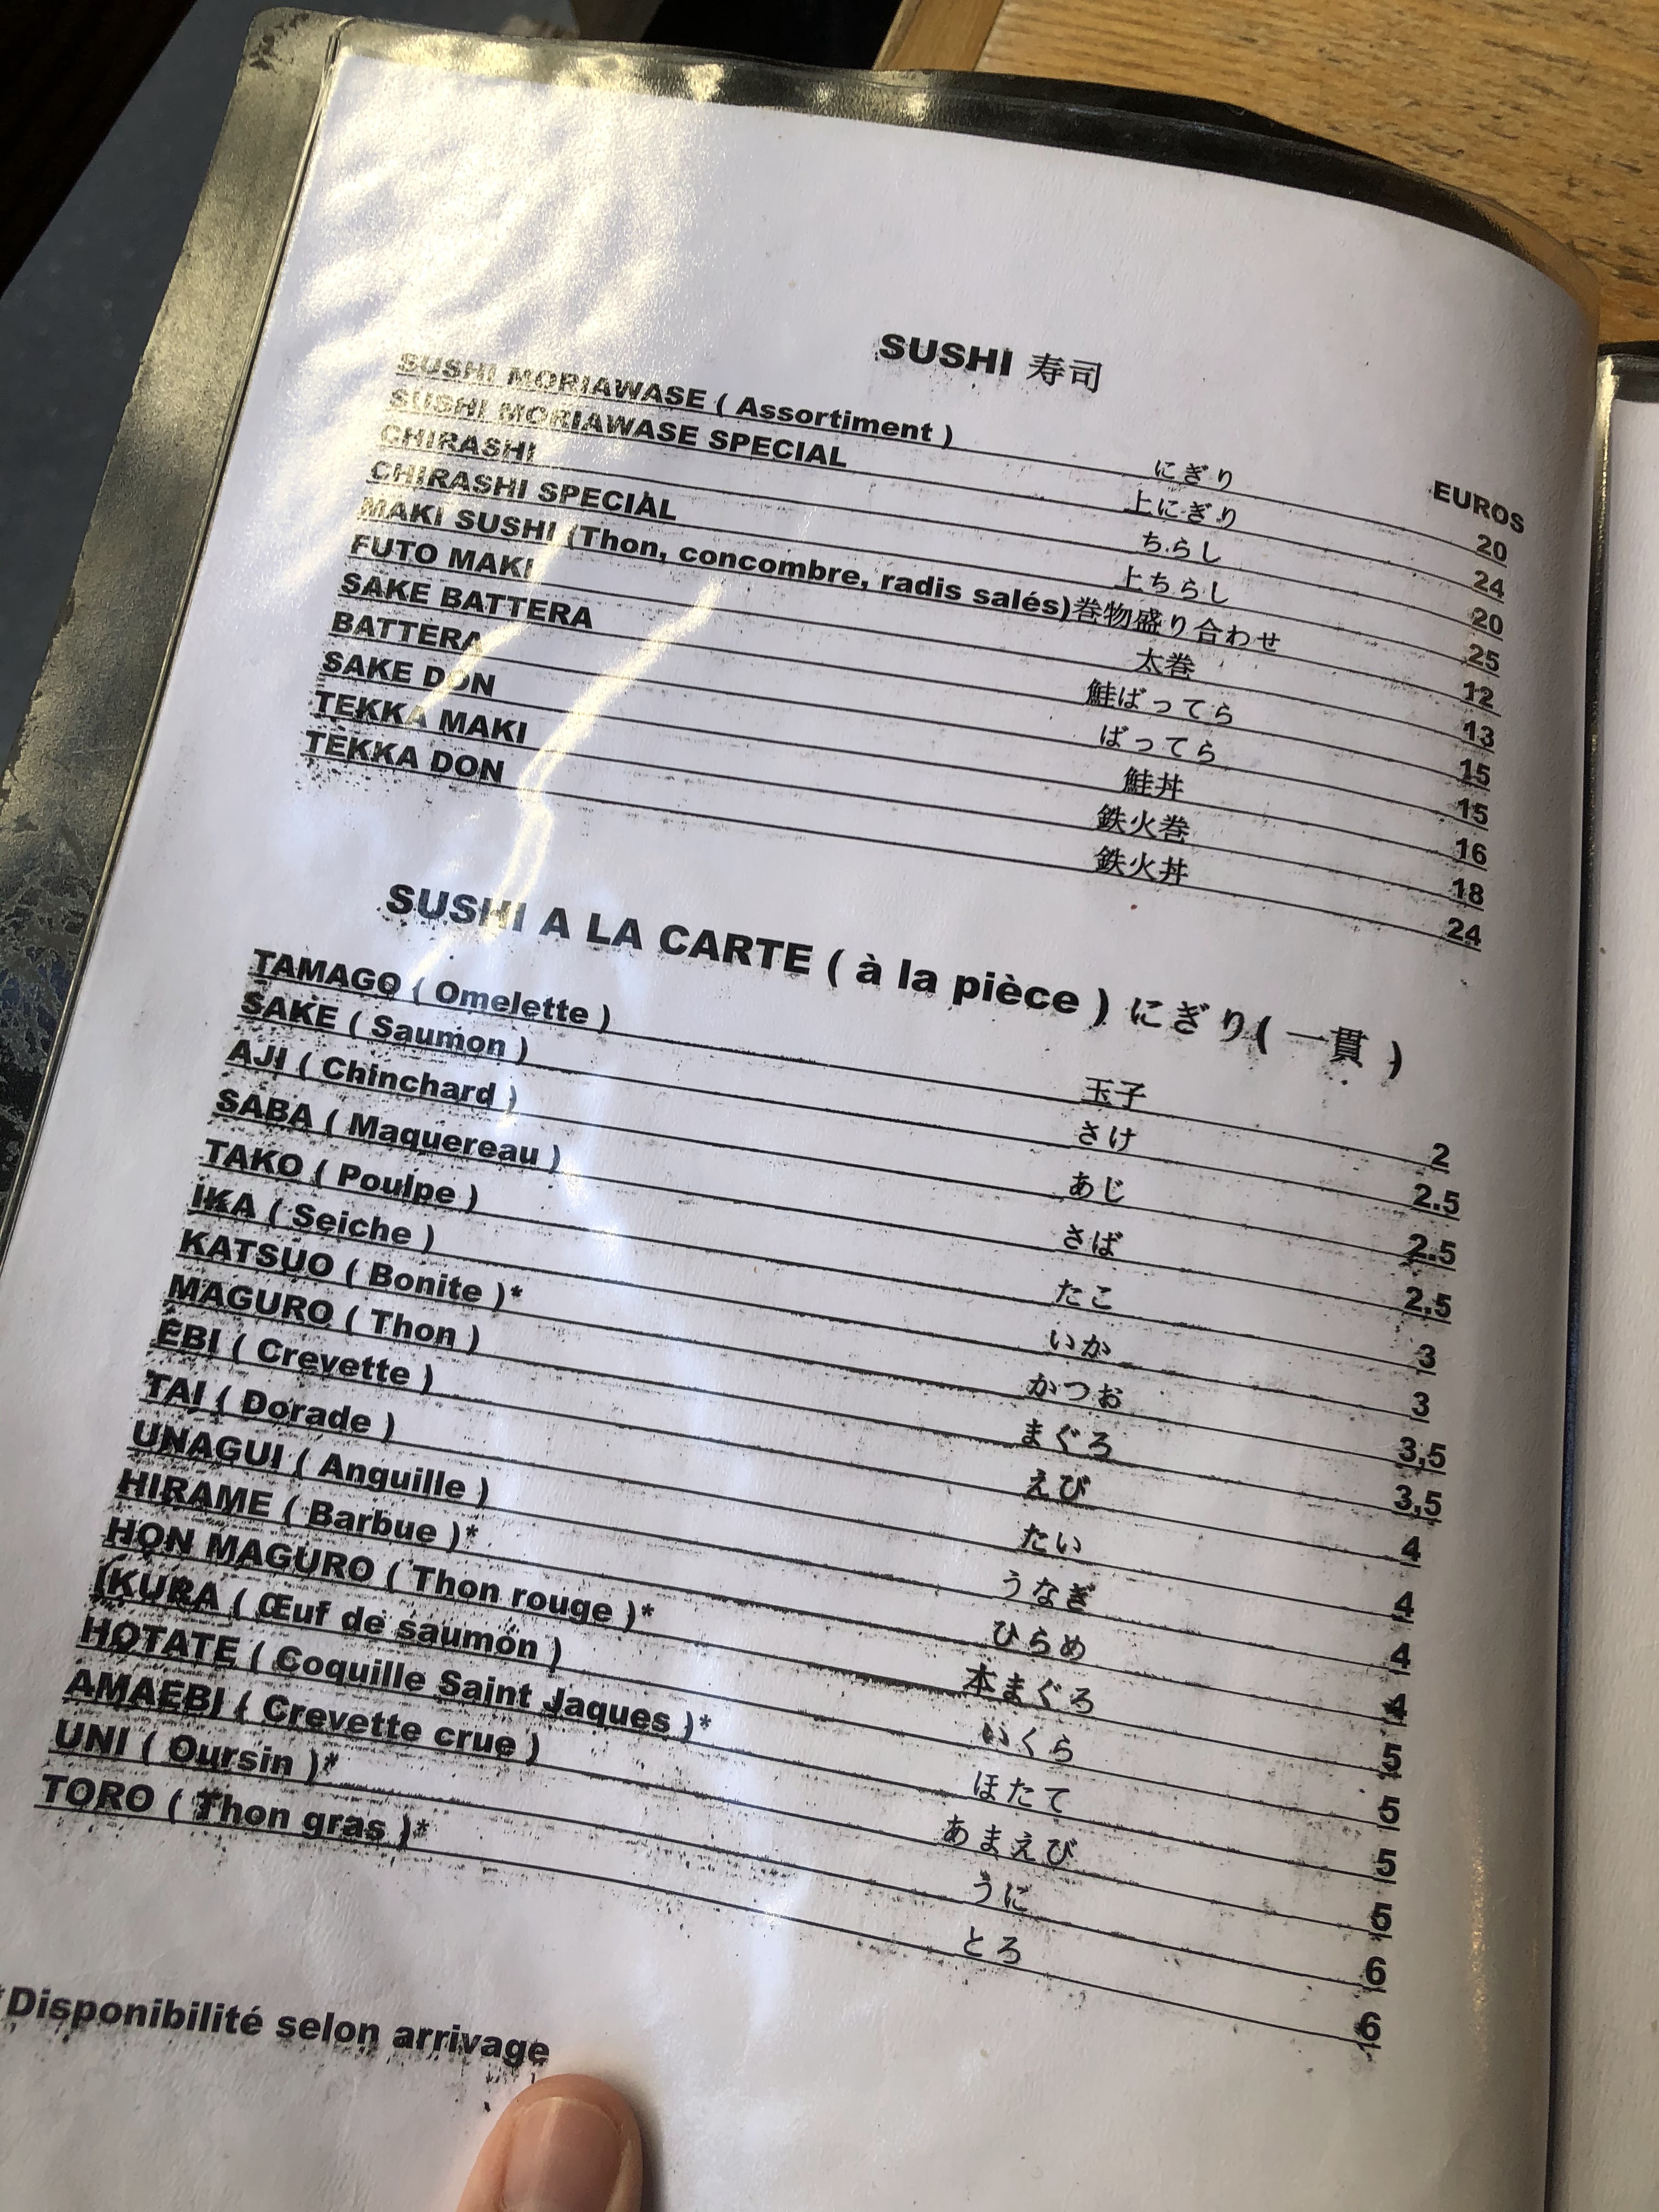 SUSHI 寿司
EUROS
SUSHI MORIAWASE ( Assortiment ) にぎり 20
SUSHI MORIAWASE SPECIAL 上にぎり 24
CHIRASHI ちらし 20
CHIRASHI SPECIAL 上ちらし 25
MAKI SUSHI (Thon, concombre, radis salés)巻物盛り合わせ 12
FUTO MAKI 太巻 13
SAKE BATTERA 鮭ばってら 15
BATTERA ばってら 15
SAKE DON 鮭丼 16
TEKKA MAKI 鉄火巻 18
TEKKA DON 鉄火丼 24
SUSHI A LA CARTE ( à la pièce ) にぎり( 一貫 )
TAMAGO ( Omelette ) 玉子 2
SAKE ( Saumon ) さけ 2.5
AJI ( Chinchard ) あじ 2.5
SABA ( Maquereau ) さば 2.5
TAKO ( Poulpe ) たこ 3
IKA ( Seiche ) いか 3
KATSUO ( Bonite )* かつお 3,5
MAGURO ( Thon ) まぐろ 3,5
EBI ( Crevette ) えび 4
TAI ( Dorade ) たい 4
UNAGUI ( Anguille ) うなぎ 4
HIRAME ( Barbue )* ひらめ 4
HON MAGURO ( Thon rouge )* 本まぐろ 5
IKURA ( Œuf de saumon ) いくら 5
HOTATE ( Coquille Saint Jaques )* ほたて 5
AMAEBI ( Crevette crue ) あまえび 5
UNI ( Oursin )* うに 6
TORO ( Thon gras )* とろ 6
*Disponibilité selon arrivage